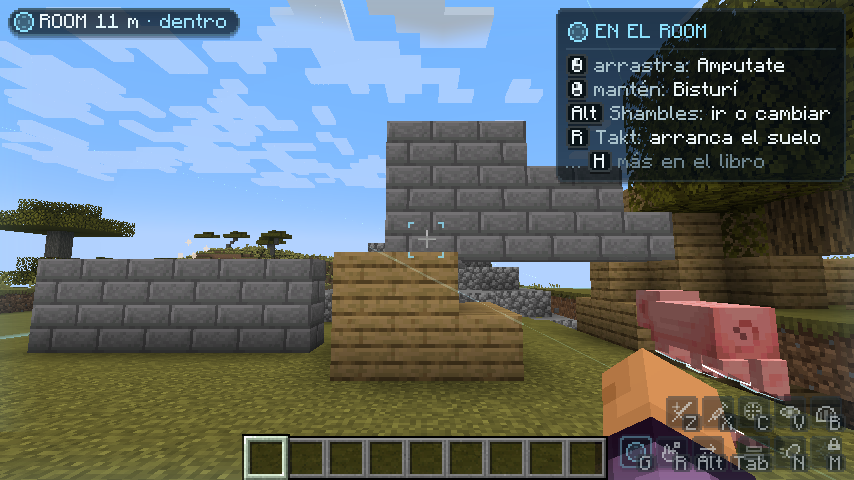 ROOM 11 m · dentro
EN EL ROOM
arrastra: Amputate
mantén: Bisturí
Alt Shambles: ir o cambiar
R Takt: arranca el suelo
... H más en el libro
Z X C V B
G R Alt Tab N M